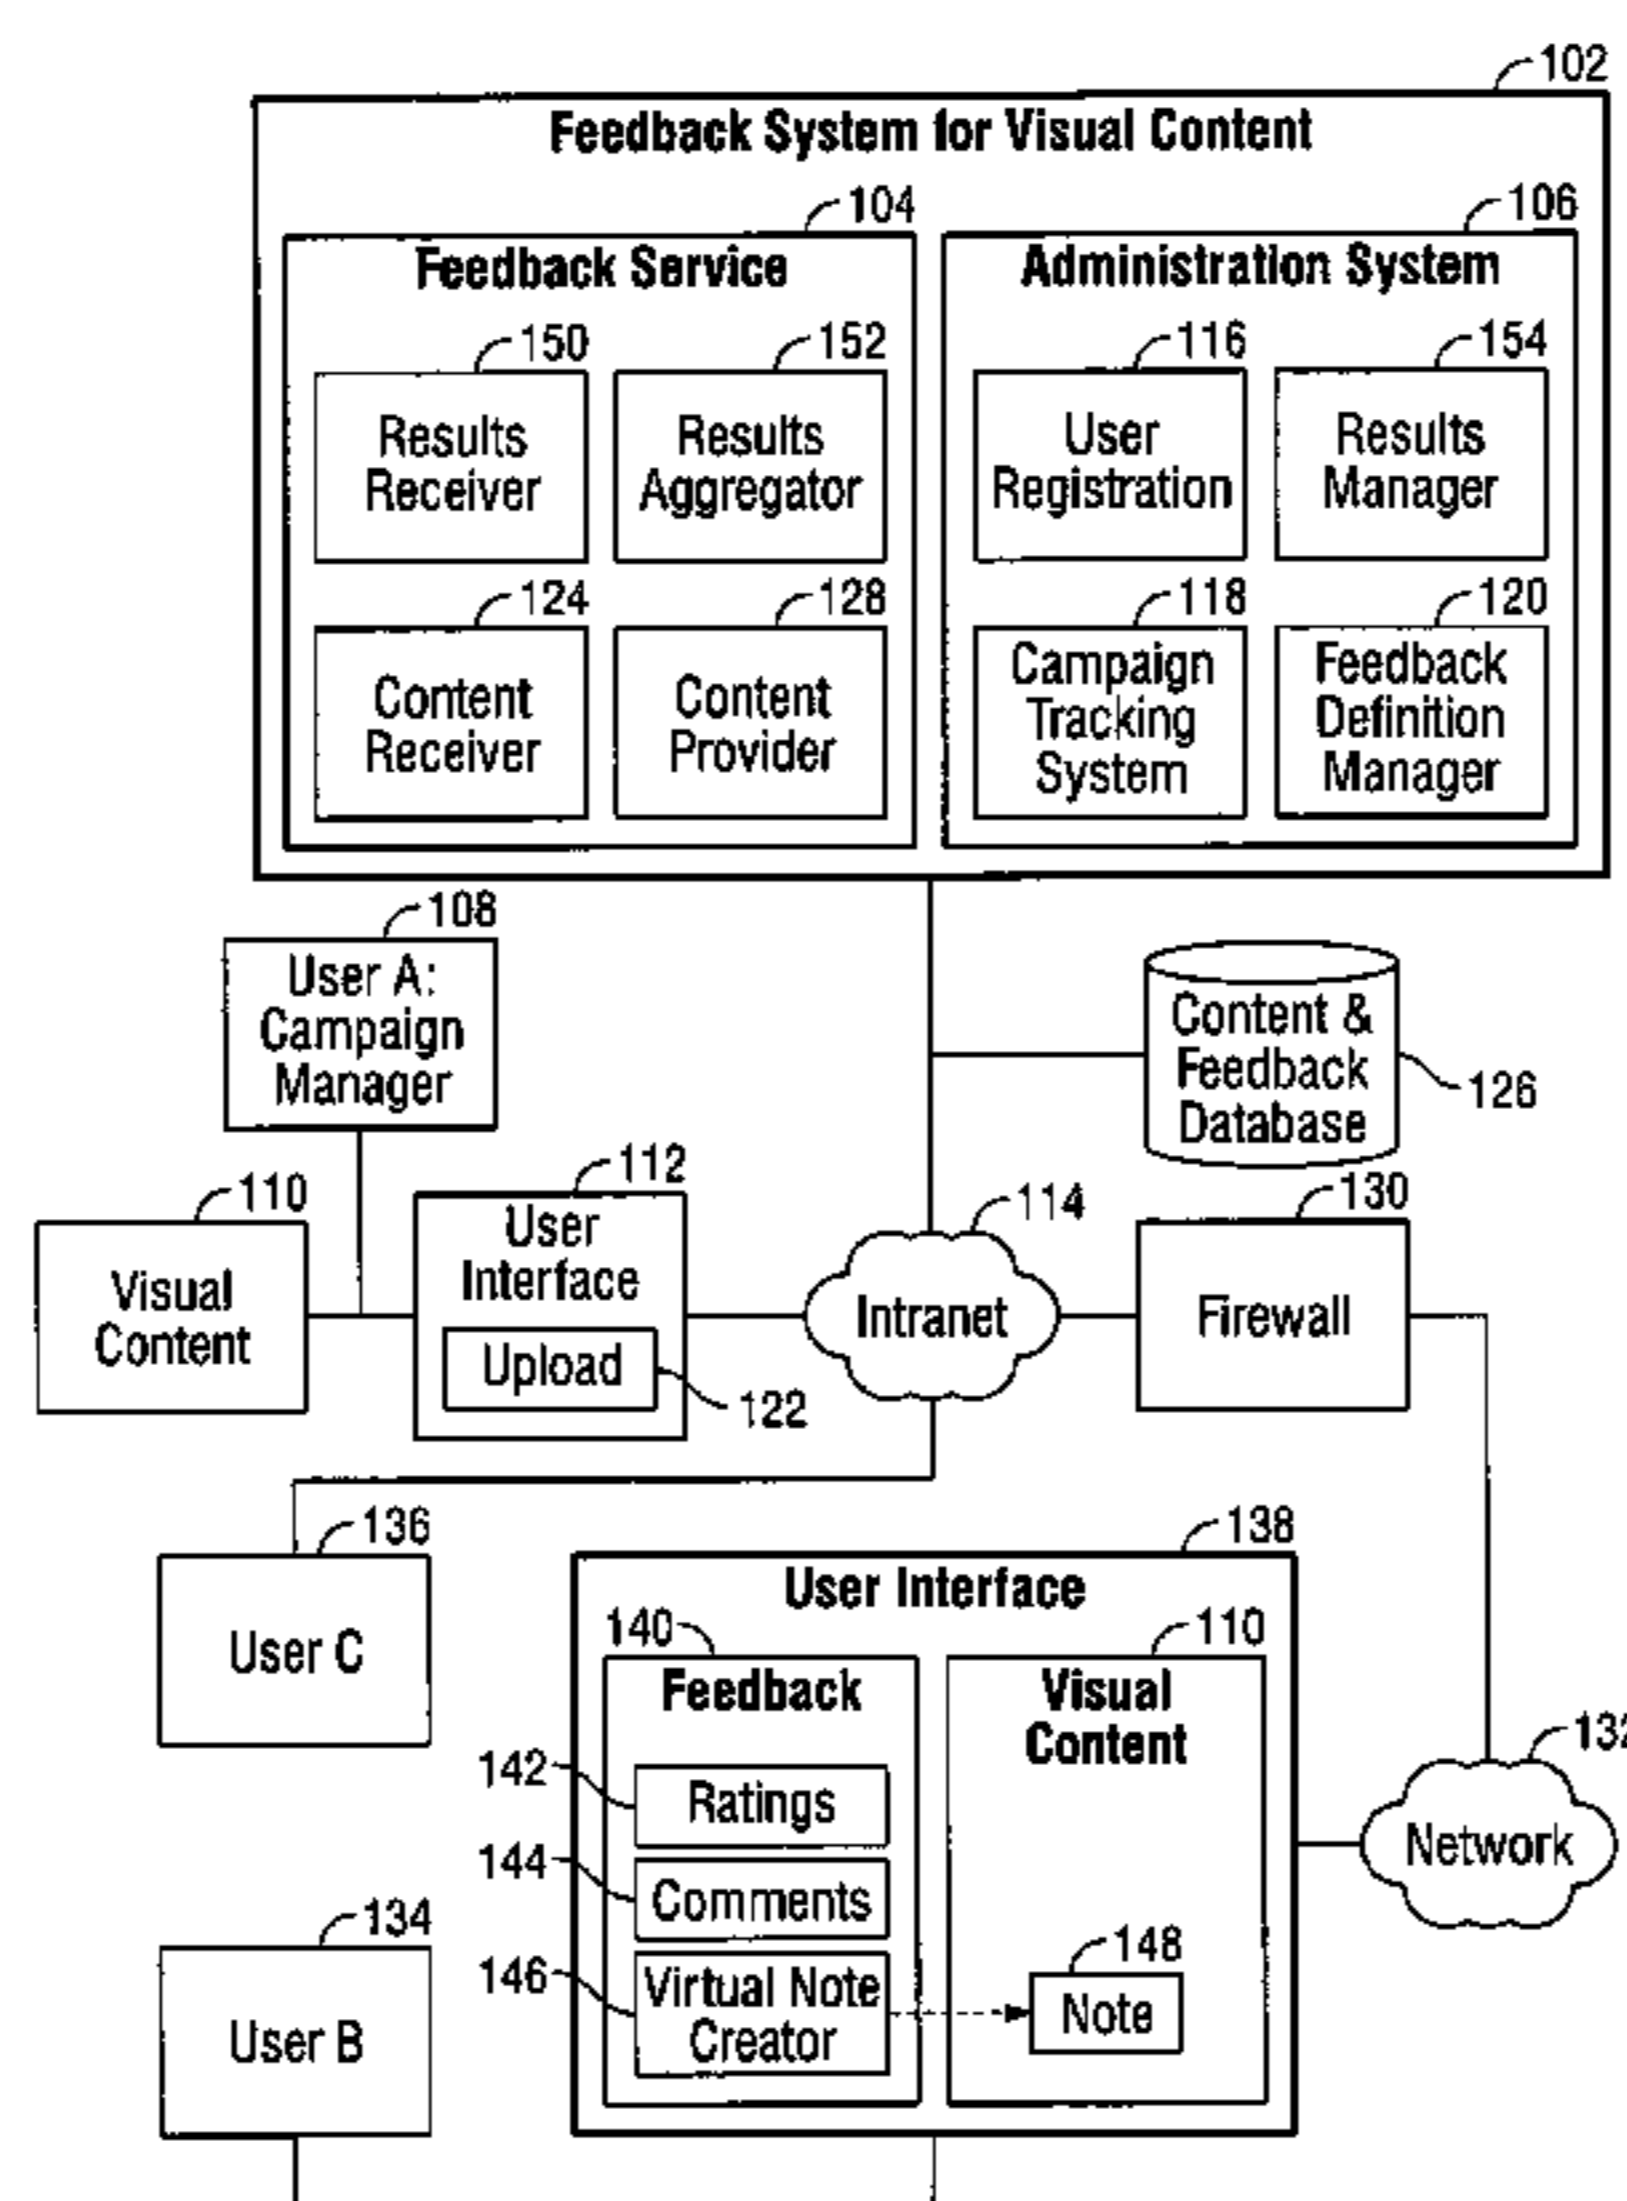 102
Feedback System for Visual Content
104
106
Feedback Service
Administration System
150
152
116
154
Results
Receiver
Results
Aggregator
User
Registration
Results
Manager
124
128
118
120
Content
Receiver
Content
Provider
Campaign
Tracking
System
Feedback
Definition
Manager
108
User A:
Campaign
Manager
Content &
Feedback
Database
126
110
112
114
130
Visual
Content
User
Interface
Upload
122
Intranet
Firewall
136
138
User C
User Interface
140
110
Feedback
Visual
Content
132
142
Ratings
Network
144
Comments
134
148
146
Virtual Note
Creator
Note
User B